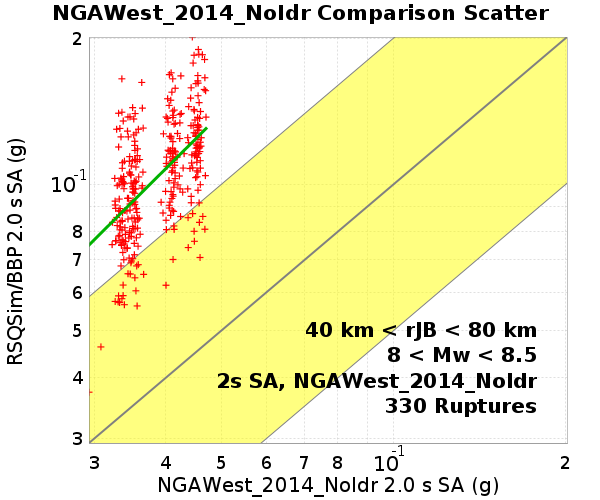 NGAWest_2014_NoIdr Comparison Scatter
2
10-1
8
7
6
5
4
3
RSQSim/BBP 2.0 s SA (g)
40 km < rJB < 80 km
8 < Mw < 8.5
2s SA, NGAWest_2014_NoIdr
330 Ruptures
3 4 5 6 7 8 10-1 2
NGAWest_2014_NoIdr 2.0 s SA (g)